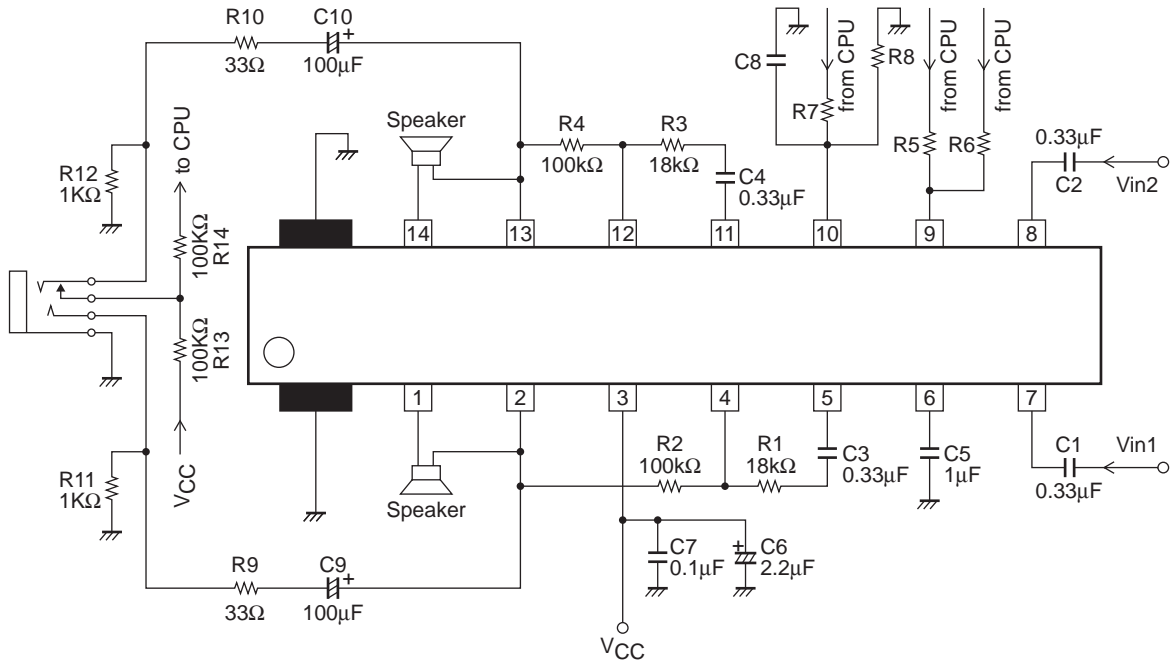 R10
33Ω
C10
+
100µF
C8
from CPU
R7
R8
from CPU
R5
from CPU
R6
to CPU
Speaker
R4
100kΩ
R3
18kΩ
C4
0.33µF
0.33µF
C2
Vin2
R12
1KΩ
100KΩ
R14
14
13
12
11
10
9
8
100KΩ
R13
1
2
3
4
5
6
7
R11
1KΩ
VCC
Speaker
R2
100kΩ
R1
18kΩ
C3
0.33µF
C5
1µF
C1
0.33µF
Vin1
C7
0.1µF
+
C6
2.2µF
R9
33Ω
C9
+
100µF
VCC